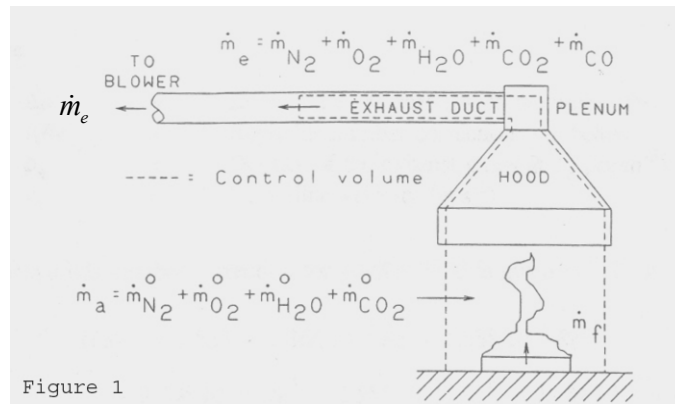 ṁe = ṁN2 + ṁO2 + ṁH2O + ṁCO2 + ṁCO
TO
BLOWER
ṁe
EXHAUST DUCT
PLENUM
----- = Control volume
HOOD
ṁa = ṁ°N2 + ṁ°O2 + ṁ°H2O + ṁ°CO2
ṁf
Figure 1